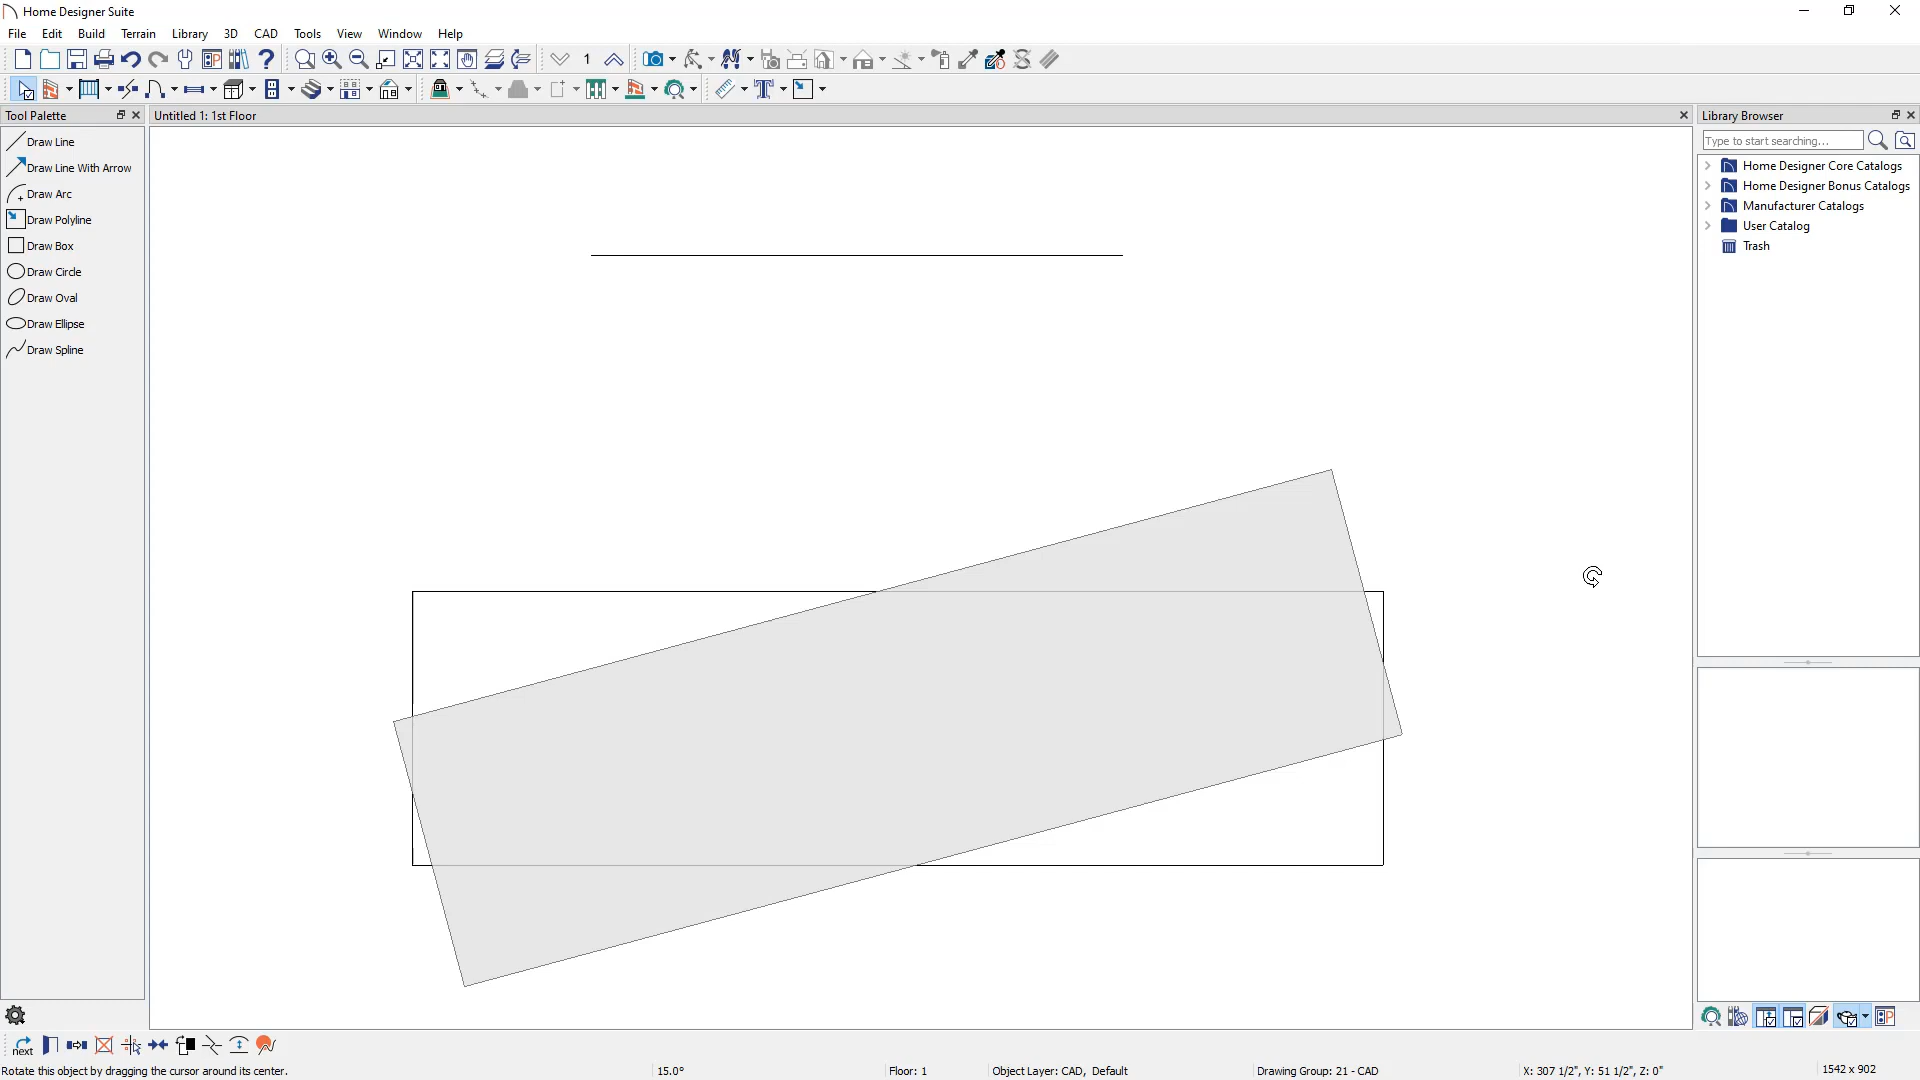 Home Designer Suite
File Edit Build Terrain Library 3D CAD Tools View Window Help
1
Tool Palette
Untitled 1: 1st Floor
Library Browser
Draw Line
Draw Line With Arrow
Draw Arc
Draw Polyline
Draw Box
Draw Circle
Draw Oval
Draw Ellipse
Draw Spline
Type to start searching...
Home Designer Core Catalogs
Home Designer Bonus Catalogs
Manufacturer Catalogs
User Catalog
Trash
next
Rotate this object by dragging the cursor around its center.
15.0°
Floor: 1
Object Layer: CAD, Default
Drawing Group: 21 - CAD
X: 307 1/2", Y: 51 1/2", Z: 0"
1542 x 902